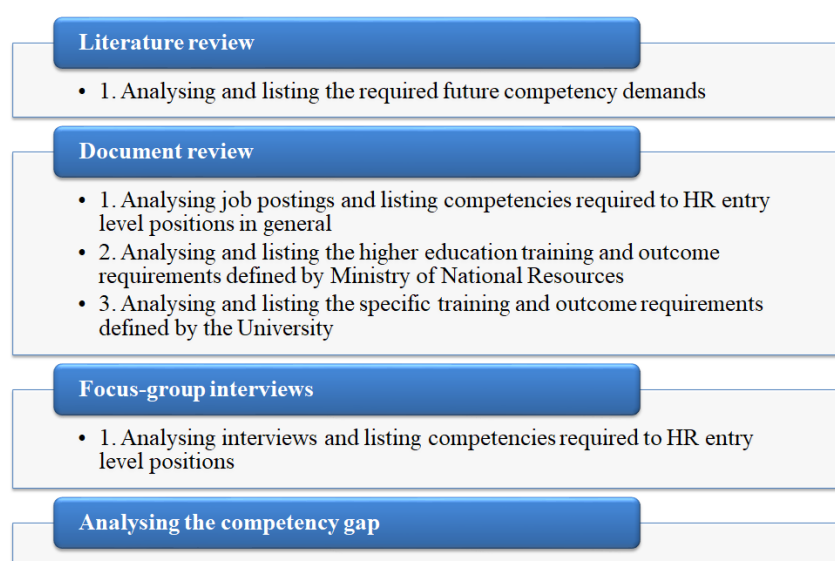 Literature review
• 1. Analysing and listing the required future competency demands
Document review
• 1. Analysing job postings and listing competencies required to HR entry
level positions in general
• 2. Analysing and listing the higher education training and outcome
requirements defined by Ministry of National Resources
• 3. Analysing and listing the specific training and outcome requirements
defined by the University
Focus-group interviews
• 1. Analysing interviews and listing competencies required to HR entry
level positions
Analysing the competency gap